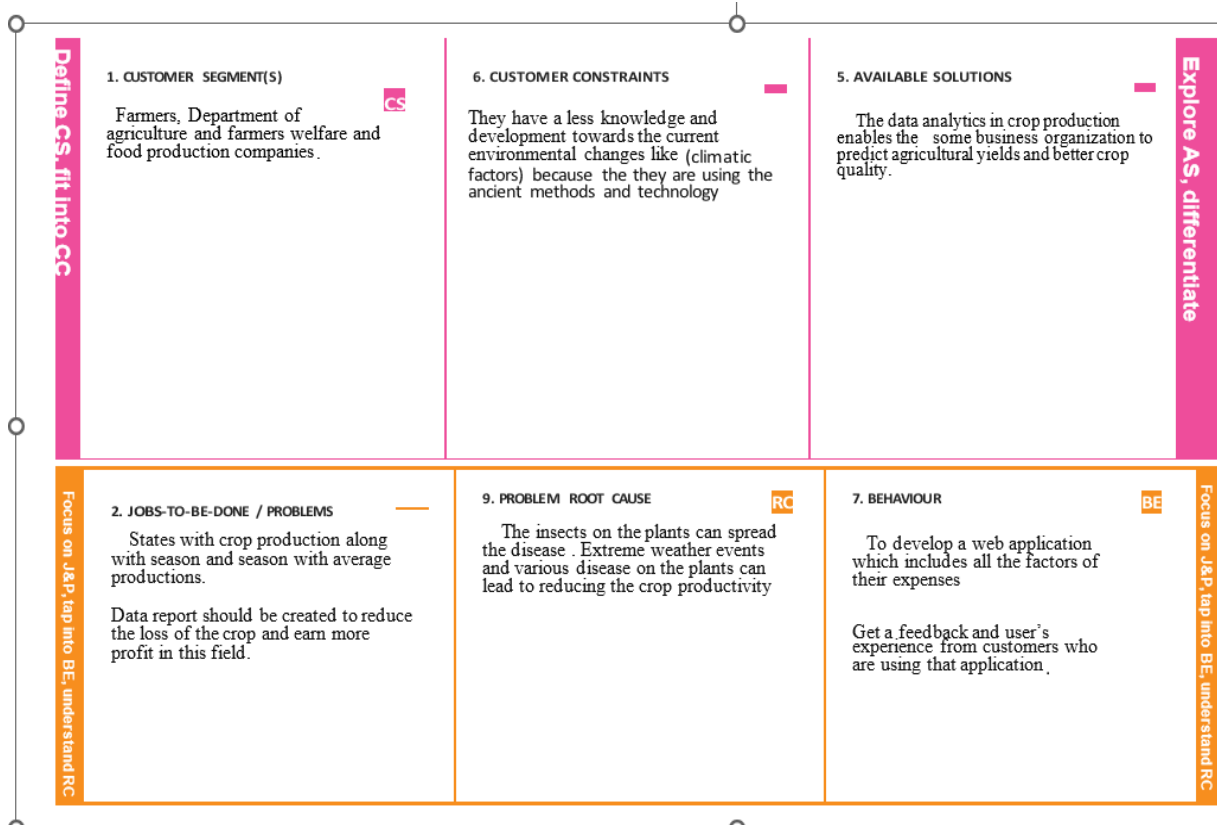 Define CS, fit into CC
1. CUSTOMER SEGMENT(S)
CS
Farmers, Department of
agriculture and farmers welfare and
food production companies.
6. CUSTOMER CONSTRAINTS
They have a less knowledge and
development towards the current
environmental changes like (climatic
factors) because the they are using the
ancient methods and technology
5. AVAILABLE SOLUTIONS
The data analytics in crop production
enables the some business organization to
predict agricultural yields and better crop
quality.
Explore AS, differentiate
Focus on J&P, tap into BE, understand RC
2. JOBS-TO-BE-DONE / PROBLEMS
States with crop production along
with season and season with average
productions.
Data report should be created to reduce
the loss of the crop and earn more
profit in this field.
9. PROBLEM ROOT CAUSE
RC
The insects on the plants can spread
the disease . Extreme weather events
and various disease on the plants can
lead to reducing the crop productivity
7. BEHAVIOUR
BE
To develop a web application
which includes all the factors of
their expenses
Get a feedback and user's
experience from customers who
are using that application.
Focus on J&P, tap into BE, understand RC